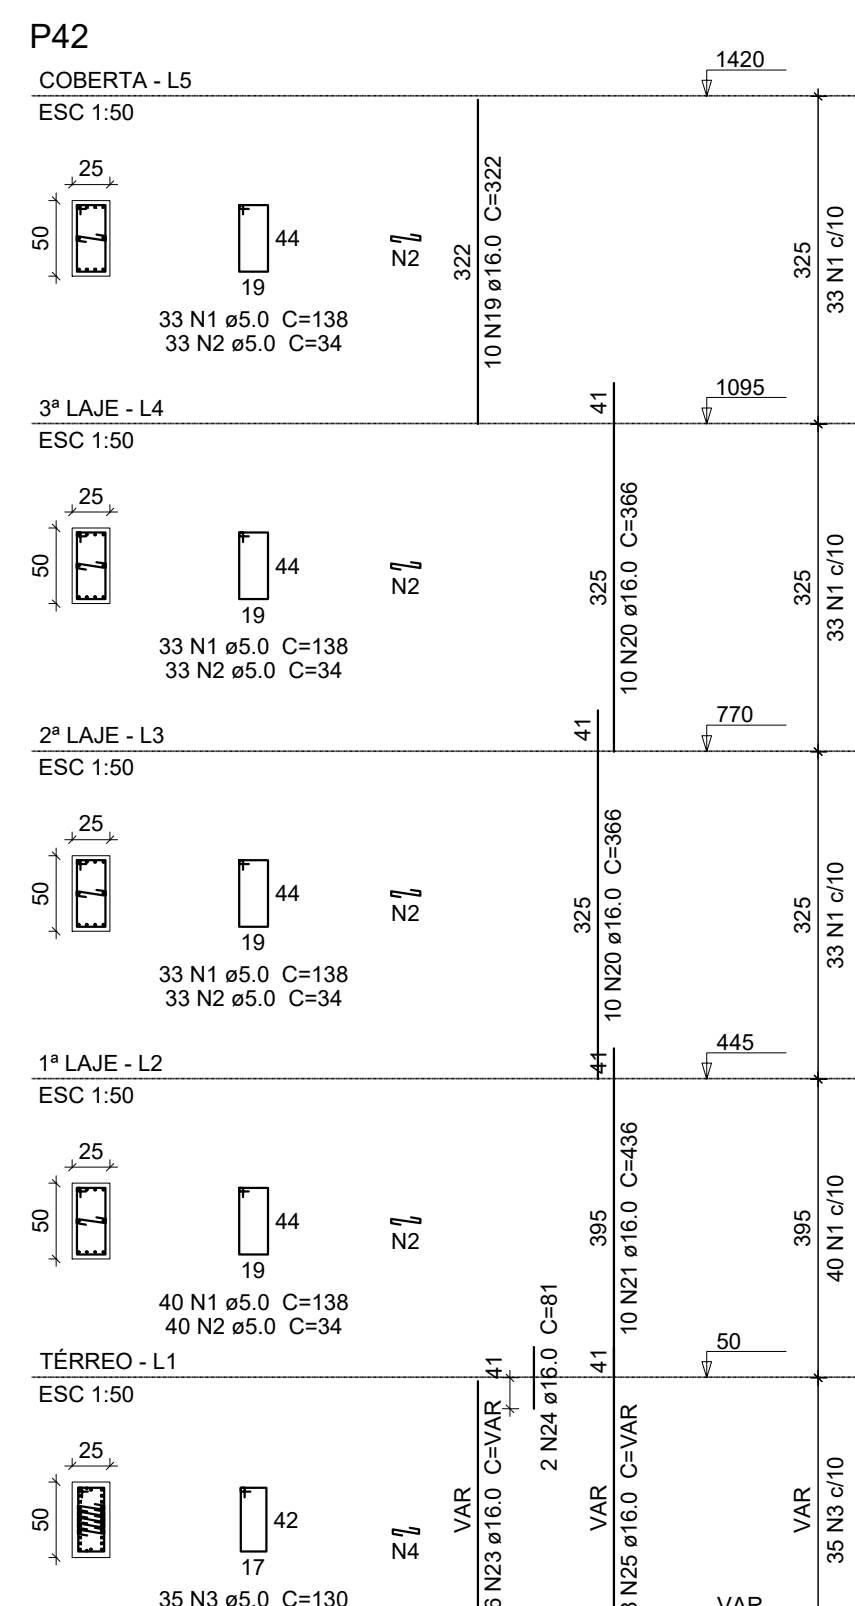 P42
COBERTA - L5
1420
ESC 1:50
25
50
44
19
N2
33 N1 ø5.0 C=138
33 N2 ø5.0 C=34
322
10 N19 ø16.0 C=322
325
33 N1 c/10
3ª LAJE - L4
41
1095
ESC 1:50
25
50
44
19
N2
33 N1 ø5.0 C=138
33 N2 ø5.0 C=34
325
10 N20 ø16.0 C=366
325
33 N1 c/10
2ª LAJE - L3
41
770
ESC 1:50
25
50
44
19
N2
33 N1 ø5.0 C=138
33 N2 ø5.0 C=34
325
10 N20 ø16.0 C=366
325
33 N1 c/10
1ª LAJE - L2
41
445
ESC 1:50
25
50
44
19
N2
40 N1 ø5.0 C=138
40 N2 ø5.0 C=34
395
10 N21 ø16.0 C=436
395
40 N1 c/10
TÉRREO - L1
41
2 N24 ø16.0 C=81
41
50
ESC 1:50
25
50
42
17
N4
35 N3 ø5.0 C=130
VAR
N23 ø16.0 C=VAR
VAR
N25 ø16.0 C=VAR
VAR
35 N3 c/10
VAR